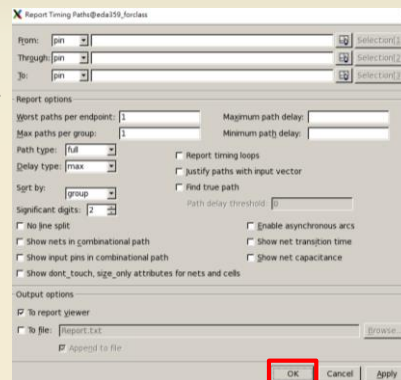 Report Timing Paths@eda359_forclass
From: pin Selection(1)
Through: pin Selection(2)
To: pin Selection(3)
Report options
Worst paths per endpoint: 1 Maximum path delay:
Max paths per group: 1 Minimum path delay:
Path type: full
Report timing loops
Delay type: max
Justify paths with input vector
Sort by: group
Find true path
Path delay threshold: 0
Significant digits: 2
No line split Enable asynchronous arcs
Show nets in combinational path Show net transition time
Show input pins in combinational path Show net capacitance
Show dont_touch, size_only attributes for nets and cells
Output options
To report viewer
To file: Report.txt Browse...
Append to file
OK Cancel Apply